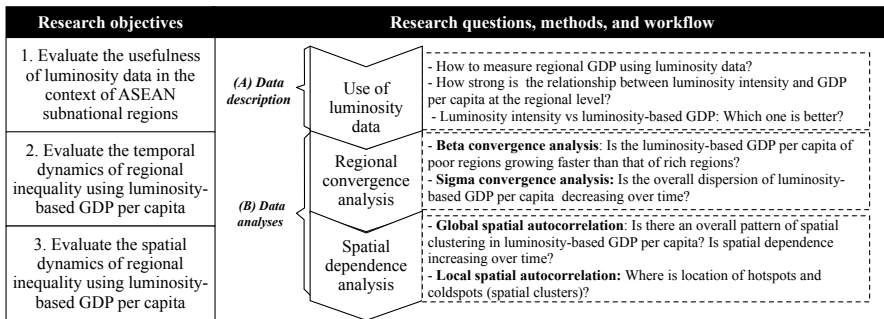 Research objectives
Research questions, methods, and workflow
1. Evaluate the usefulness
of luminosity data in the
context of ASEAN
subnational regions
2. Evaluate the temporal
dynamics of regional
inequality using luminosity-
based GDP per capita
3. Evaluate the spatial
dynamics of regional
inequality using luminosity-
based GDP per capita
(A) Data
description
(B) Data
analyses
Use of
luminosity
data
Regional
convergence
analysis
Spatial
dependence
analysis
- How to measure regional GDP using luminosity data?
- How strong is the relationship between luminosity intensity and GDP
per capita at the regional level?
- Luminosity intensity vs luminosity-based GDP: Which one is better?
- Beta convergence analysis: Is the luminosity-based GDP per capita of
poor regions growing faster than that of rich regions?
- Sigma convergence analysis: Is the overall dispersion of luminosity-
based GDP per capita decreasing over time?
- Global spatial autocorrelation: Is there an overall pattern of spatial
clustering in luminosity-based GDP per capita? Is spatial dependence
increasing over time?
- Local spatial autocorrelation: Where is location of hotspots and
coldspots (spatial clusters)?